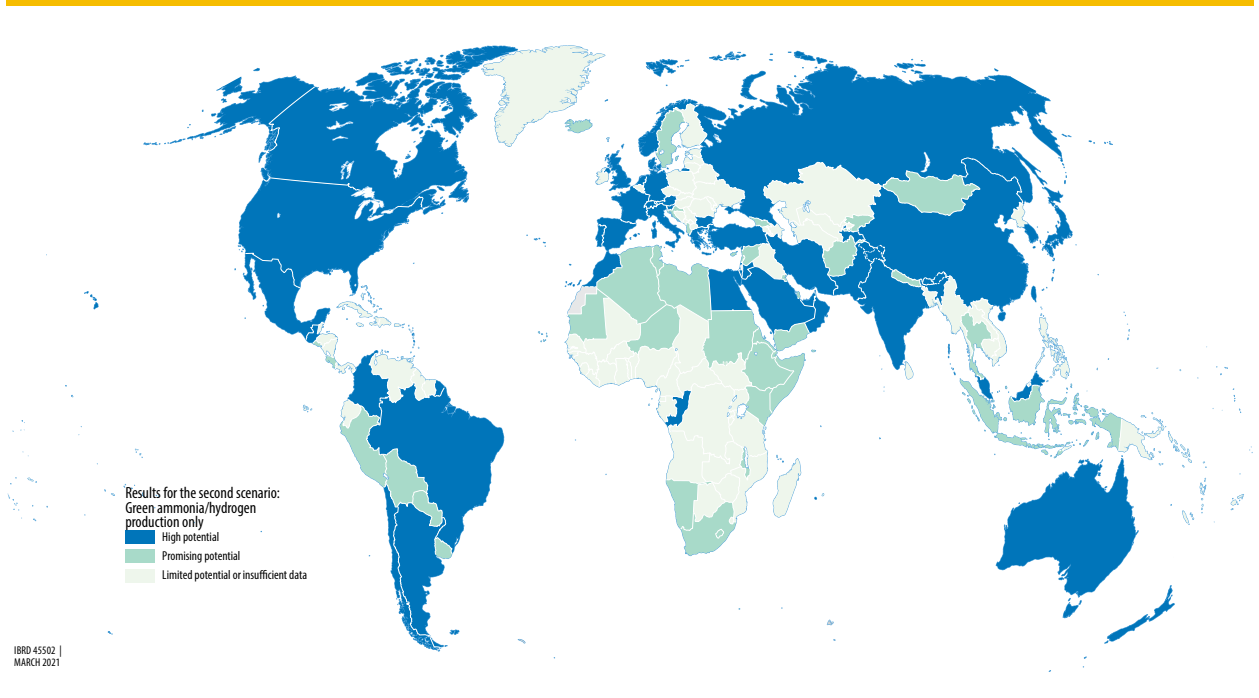 Results for the second scenario:
Green ammonia/hydrogen
production only
High potential
Promising potential
Limited potential or insufficient data
IBRD 45502 |
MARCH 2021